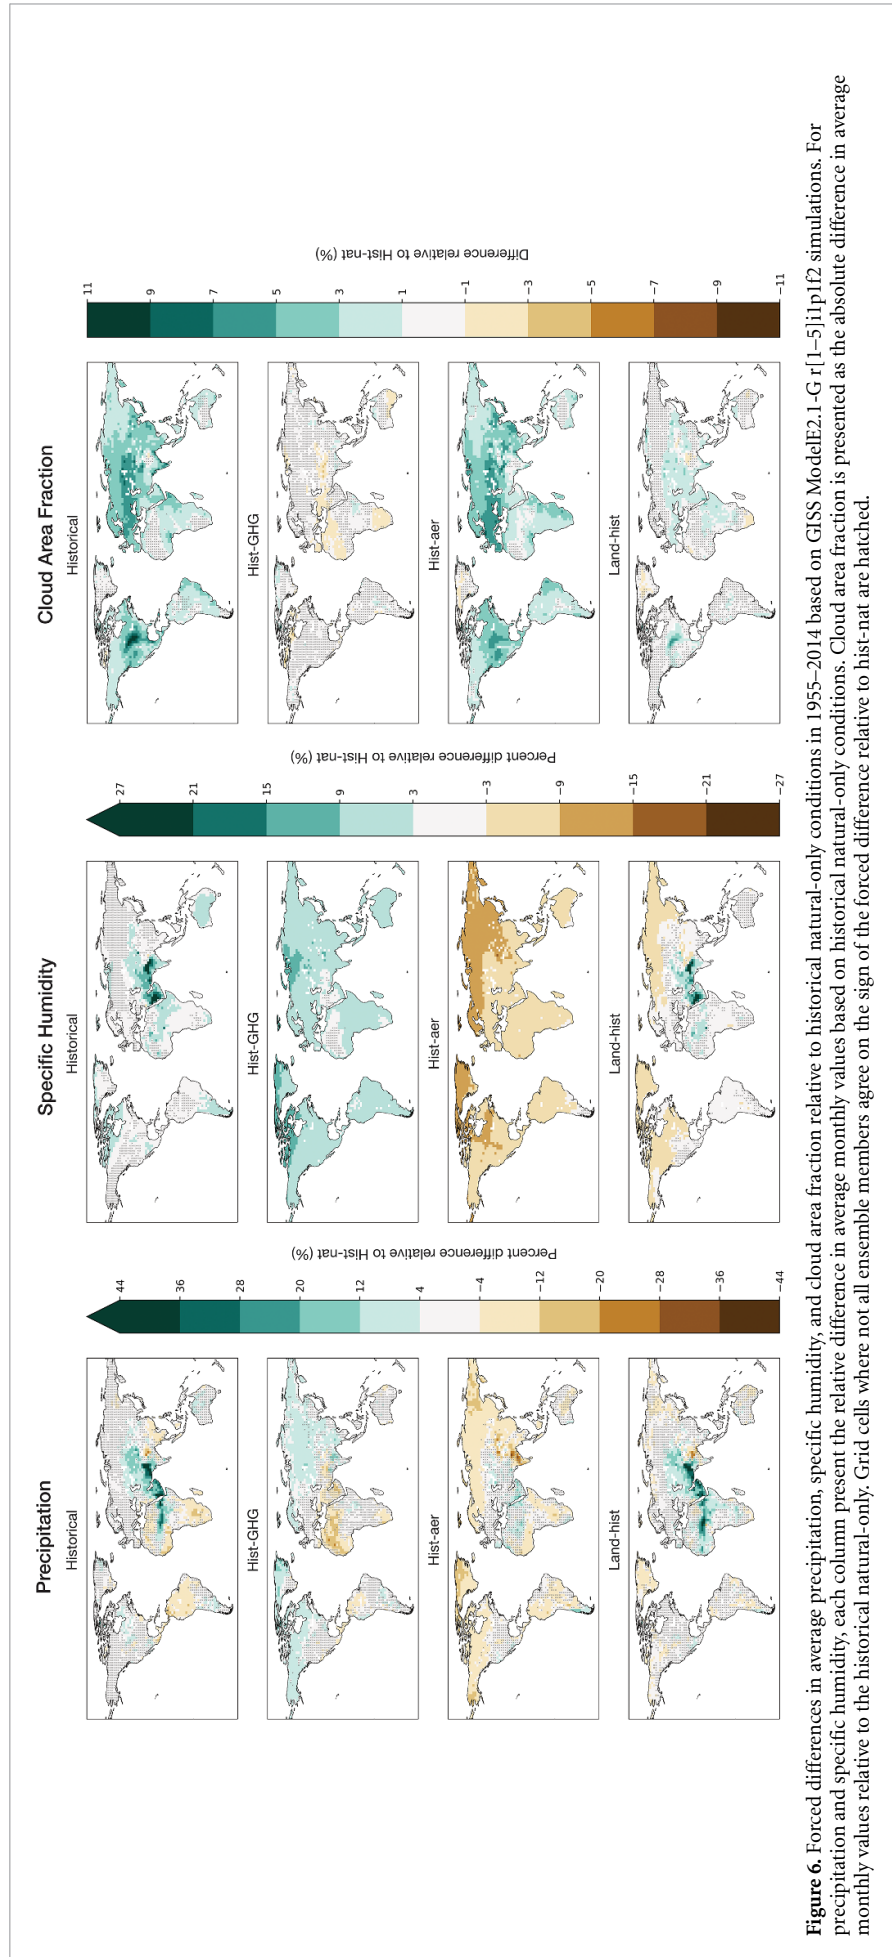 Precipitation
Historical
Hist-GHG
Hist-aer
Land-hist
44
36
28
20
12
4
−4
−12
−20
−28
−36
−44
Percent difference relative to Hist-nat (%)
Specific Humidity
Historical
Hist-GHG
Hist-aer
Land-hist
27
21
15
9
3
−3
−9
−15
−21
−27
Percent difference relative to Hist-nat (%)
Cloud Area Fraction
Historical
Hist-GHG
Hist-aer
Land-hist
11
9
7
5
3
1
−1
−3
−5
−7
−9
−11
Difference relative to Hist-nat (%)
Figure 6. Forced differences in average precipitation, specific humidity, and cloud area fraction relative to historical natural-only conditions in 1955–2014 based on GISS ModelE2.1-G r[1–5]i1p1f2 simulations. For
precipitation and specific humidity, each column present the relative difference in average monthly values based on historical natural-only conditions. Cloud area fraction is presented as the absolute difference in average
monthly values relative to the historical natural-only. Grid cells where not all ensemble members agree on the sign of the forced difference relative to hist-nat are hatched.